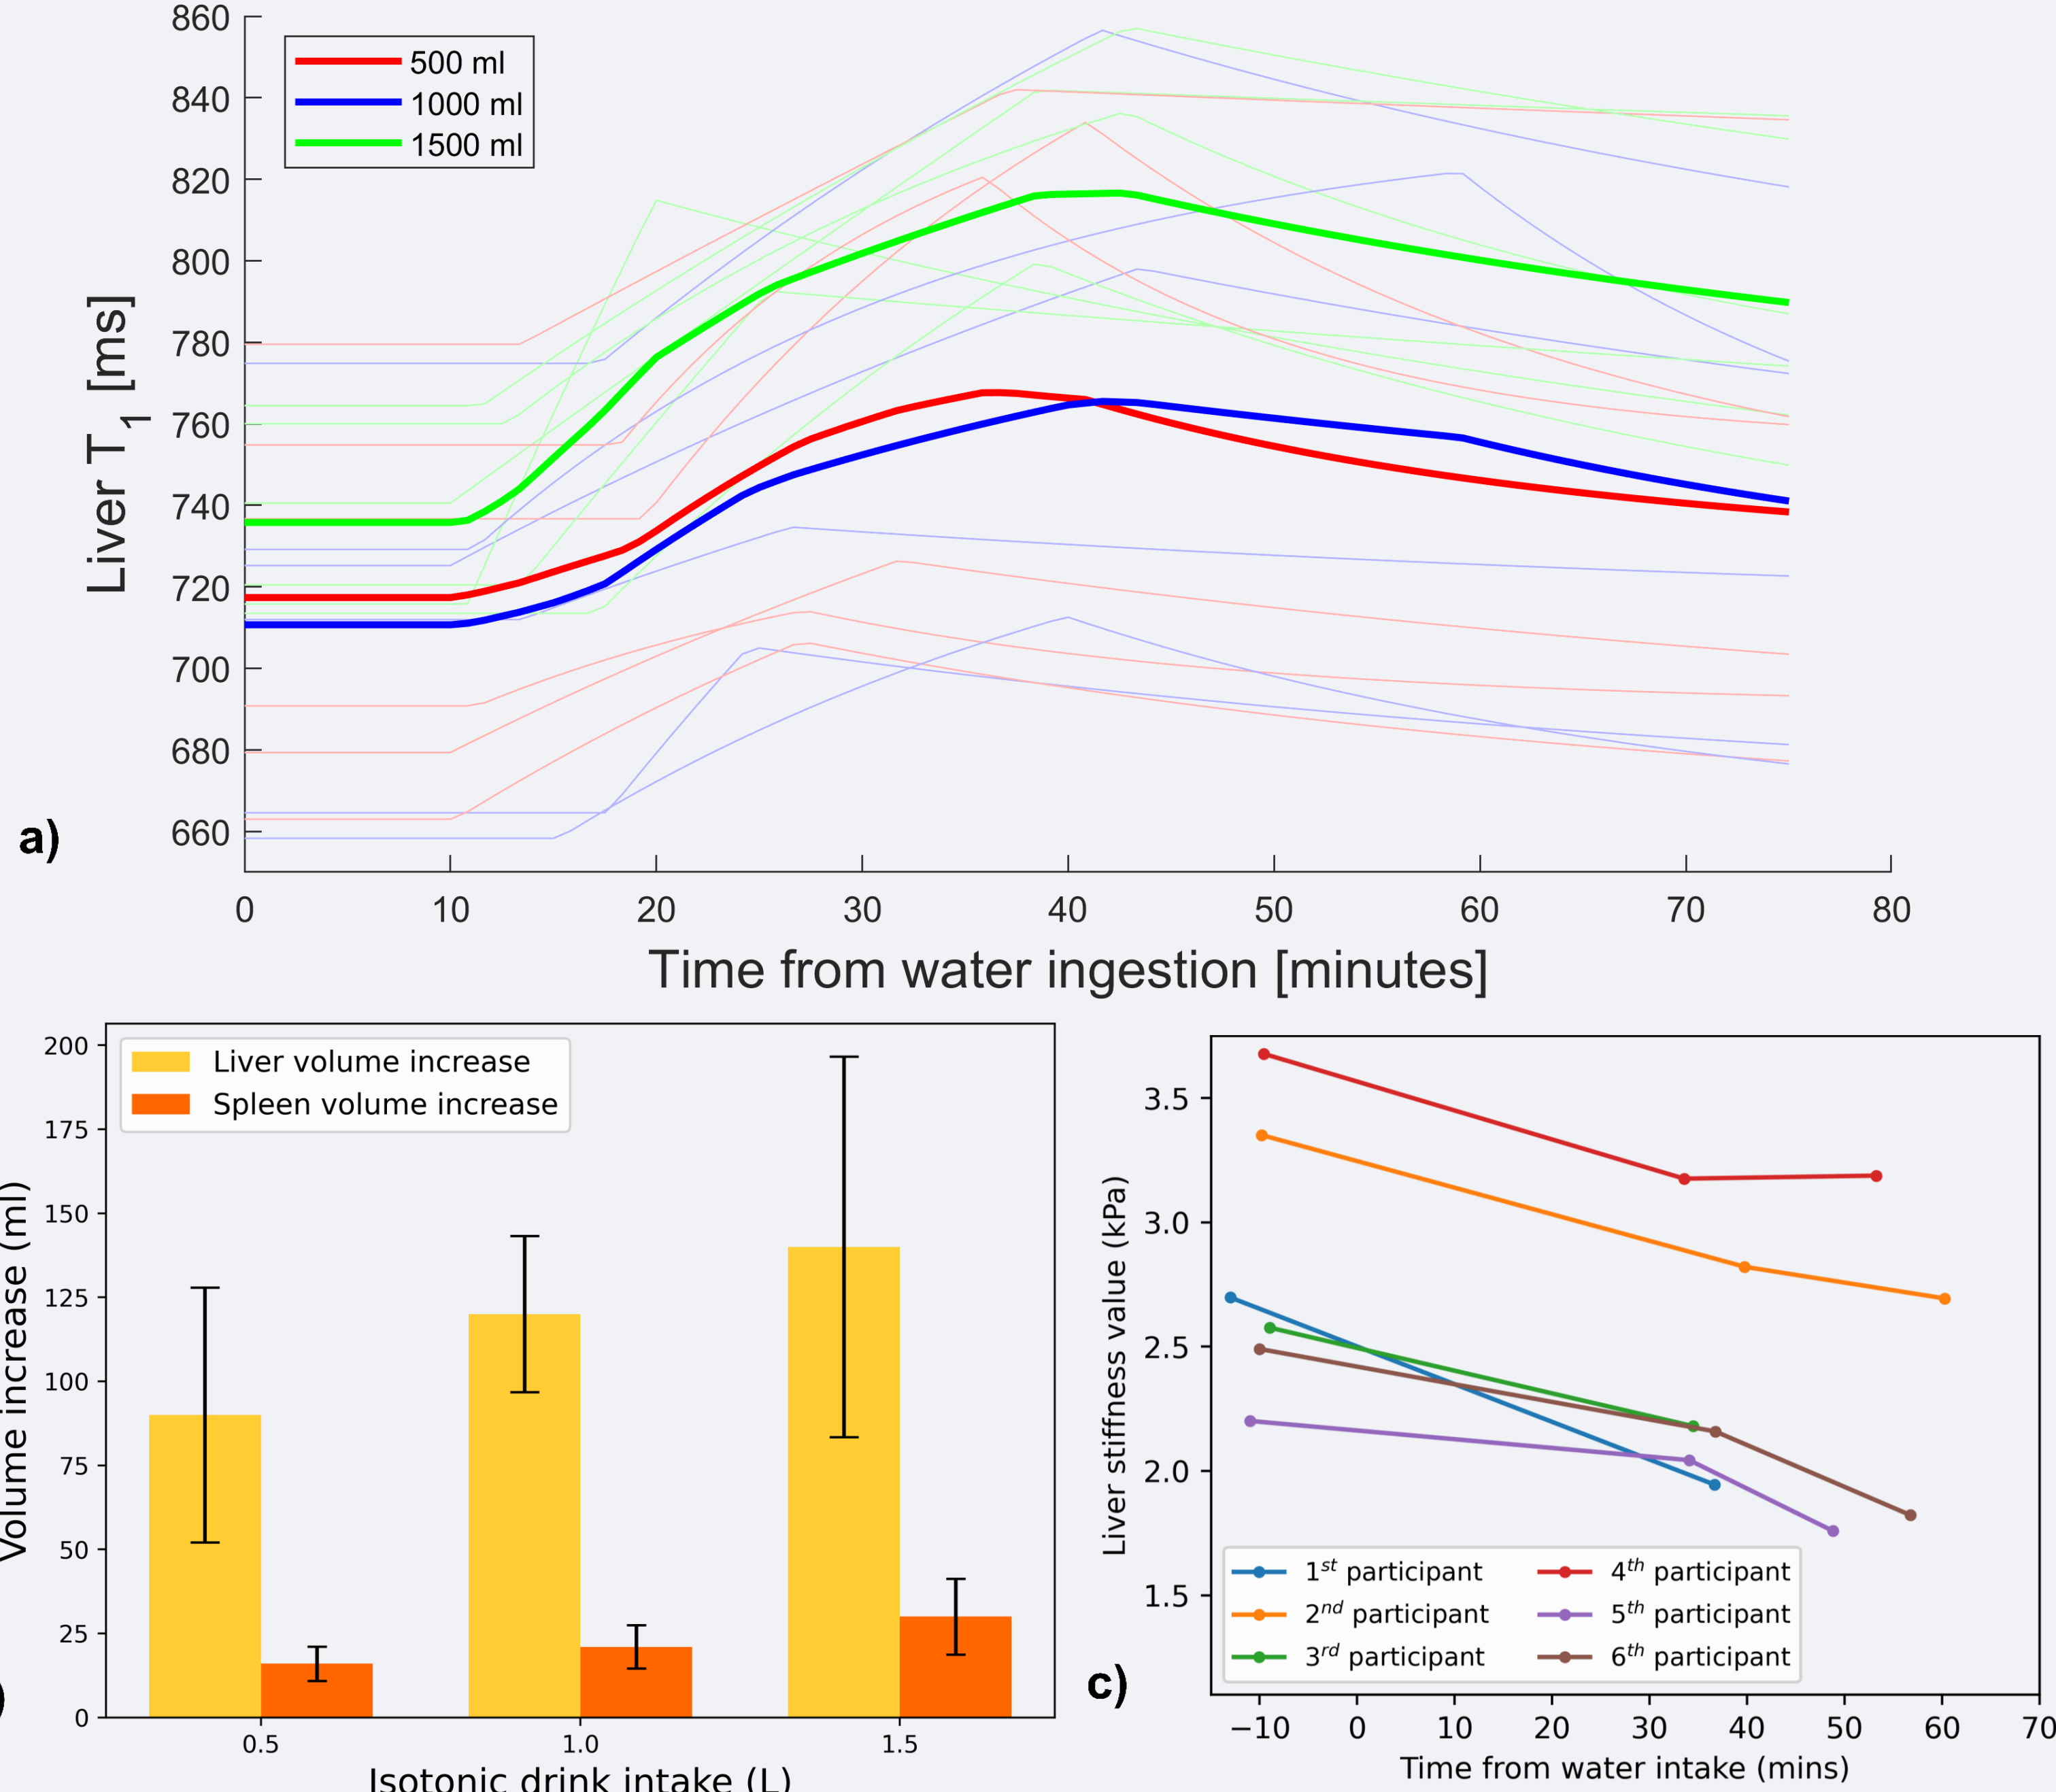 860
840
820
800
780
760
740
720
700
680
660
Liver T1 [ms]
500 ml
1000 ml
1500 ml
a)
0 10 20 30 40 50 60 70 80
Time from water ingestion [minutes]
200
175
150
125
100
75
50
25
0
Volume increase (ml)
Liver volume increase
Spleen volume increase
)
0.5 1.0 1.5
Isotonic drink intake (L)
3.5
3.0
2.5
2.0
1.5
Liver stiffness value (kPa)
1st participant
2nd participant
3rd participant
4th participant
5th participant
6th participant
c)
−10 0 10 20 30 40 50 60 70
Time from water intake (mins)